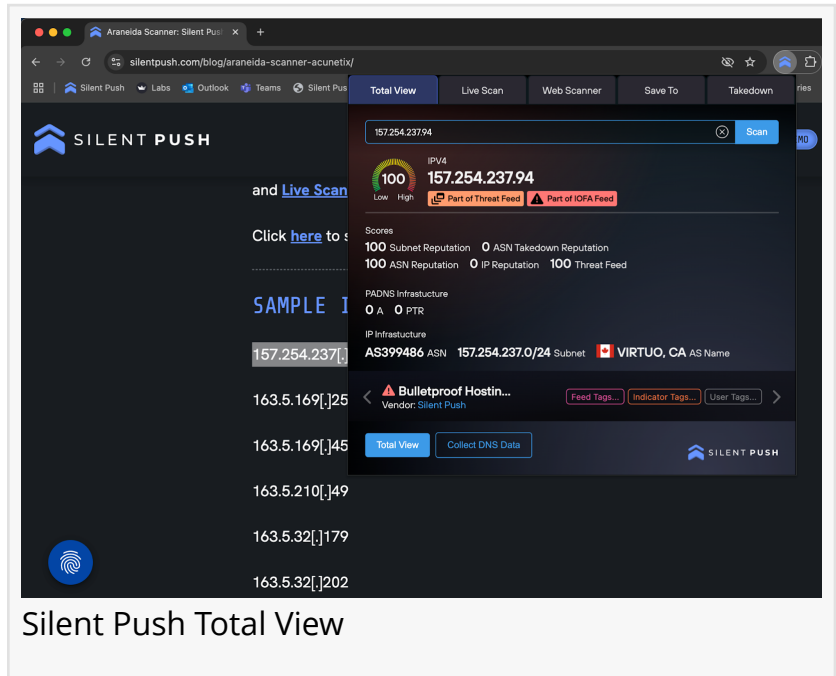 Araneida Scanner: Silent Pus
silentpush.com/blog/araneida-scanner-acunetix/
Silent Push Labs Outlook Teams Silent Pus ries
SILENT PUSH
MO
and Live Scan
Click here to s
SAMPLE I
157.254.237[.]
163.5.169[.]25
163.5.169[.]45
163.5.210[.]49
163.5.32[.]179
163.5.32[.]202
Total View Live Scan Web Scanner Save To Takedown
157.254.237.94 Scan
100
Low High
IPV4
157.254.237.94
Part of Threat Feed Part of IOFA Feed
Scores
100 Subnet Reputation 0 ASN Takedown Reputation
100 ASN Reputation 0 IP Reputation 100 Threat Feed
PADNS Infrastucture
0 A 0 PTR
IP Infrastucture
AS399486 ASN 157.254.237.0/24 Subnet VIRTUO, CA AS Name
Bulletproof Hostin... Feed Tags... Indicator Tags... User Tags...
Vendor: Silent Push
Total View Collect DNS Data
SILENT PUSH
Silent Push Total View